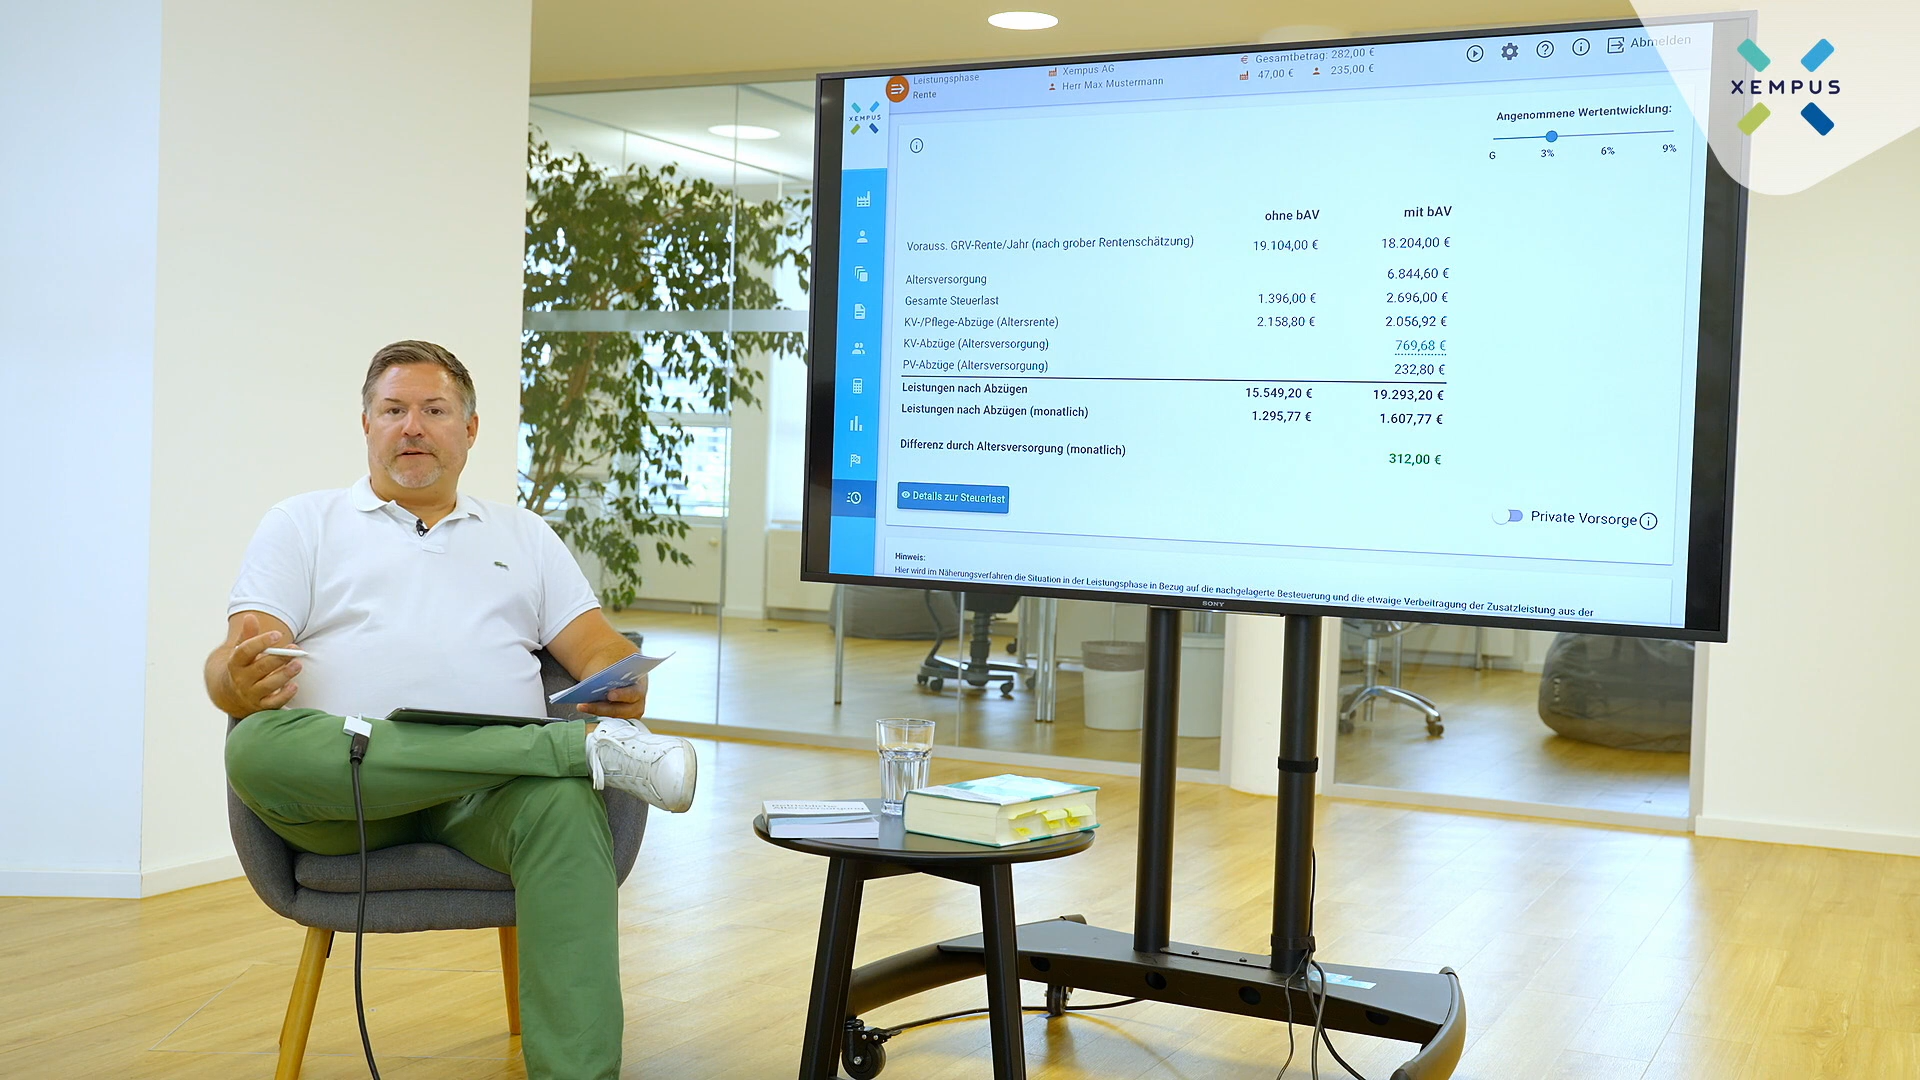 Leistungsphase
Rente
Xempus AG
Herr Max Mustermann
Gesamtbetrag: 282,00 €
47,00 € 235,00 €
Abmelden
XEMPUS
XEMPUS
Angenommene Wertentwicklung:
G 3% 6% 9%
ohne bAV mit bAV
Vorauss. GRV-Rente/Jahr (nach grober Rentenschätzung) 19.104,00 € 18.204,00 €
Altersversorgung 6.844,60 €
Gesamte Steuerlast 1.396,00 € 2.696,00 €
KV-/Pflege-Abzüge (Altersrente) 2.158,80 € 2.056,92 €
KV-Abzüge (Altersversorgung) 769,68 €
PV-Abzüge (Altersversorgung) 232,80 €
Leistungen nach Abzügen 15.549,20 € 19.293,20 €
Leistungen nach Abzügen (monatlich) 1.295,77 € 1.607,77 €
Differenz durch Altersversorgung (monatlich) 312,00 €
Details zur Steuerlast
Private Vorsorge
Hinweis:
Hier wird im Näherungsverfahren die Situation in der Leistungsphase in Bezug auf die nachgelagerte Besteuerung und die etwaige Verbeitragung der Zusatzleistung aus der
SONY